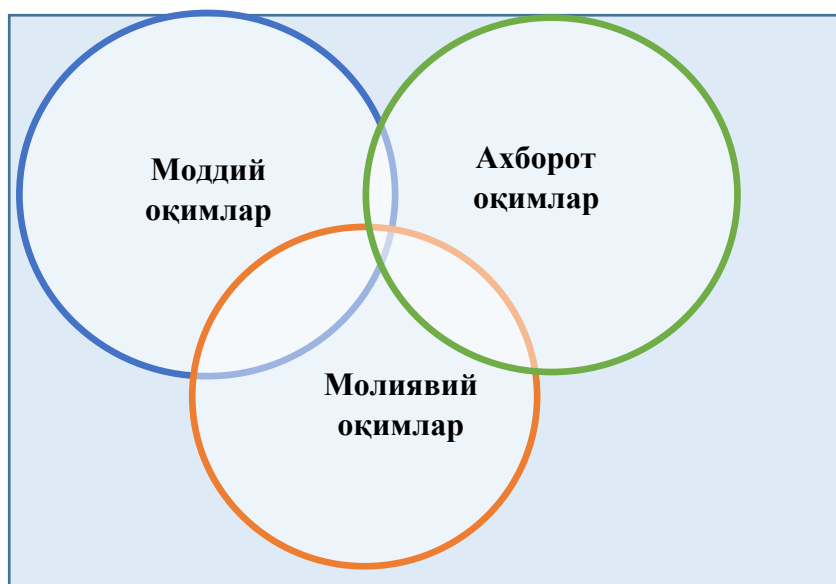 Моддий
оқимлар
Ахборот
оқимлар
Молиявий
оқимлар